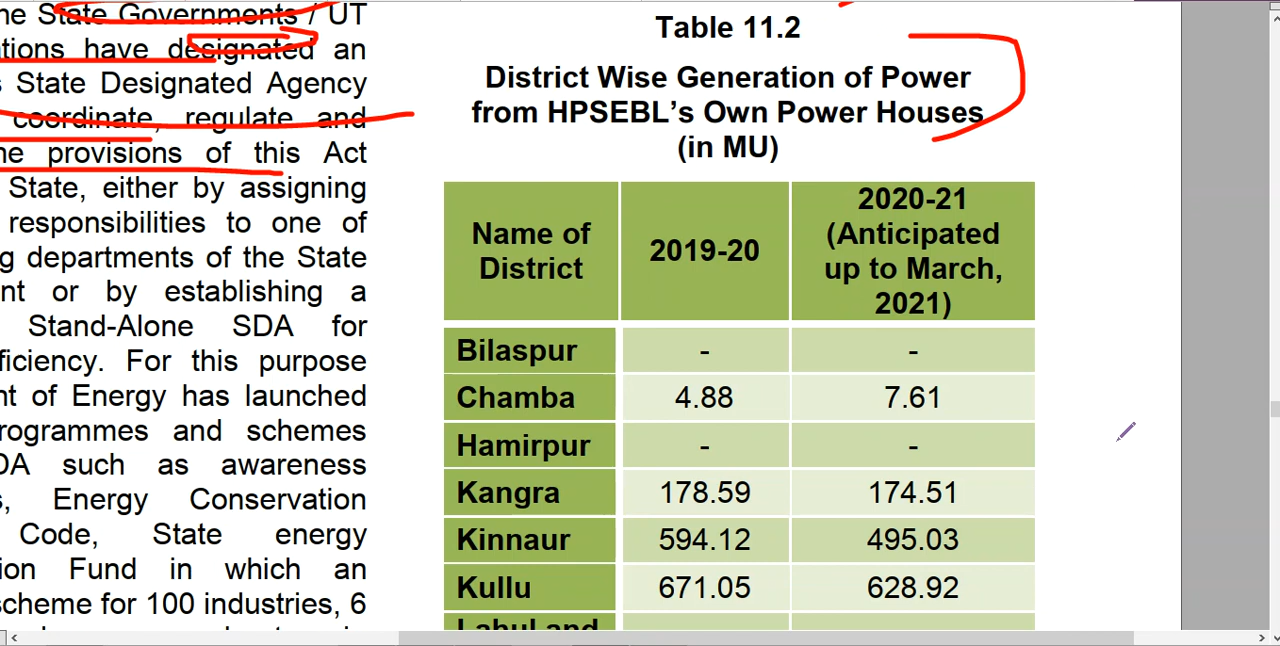 he State Governments / UT
ations have designated an
s State Designated Agency
coordinate, regulate and
he provisions of this Act
State, either by assigning
responsibilities to one of
g departments of the State
nt or by establishing a
Stand-Alone SDA for
ficiency. For this purpose
nt of Energy has launched
rogrammes and schemes
DA such as awareness
s, Energy Conservation
Code, State energy
ion Fund in which an
scheme for 100 industries, 6
Table 11.2
District Wise Generation of Power
from HPSEBL’s Own Power Houses
(in MU)
Name of District 2019-20 2020-21 (Anticipated up to March, 2021)
Bilaspur - -
Chamba 4.88 7.61
Hamirpur - -
Kangra 178.59 174.51
Kinnaur 594.12 495.03
Kullu 671.05 628.92
Lahul and